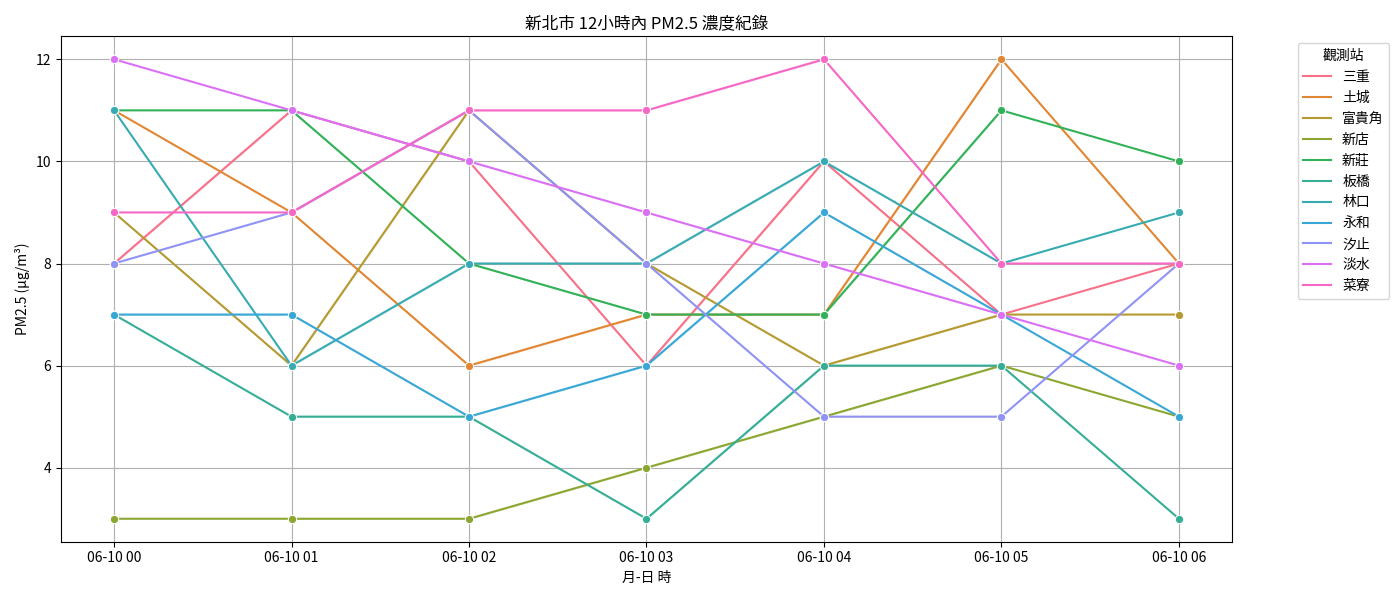 新北市 12小時內 PM2.5 濃度紀錄
PM2.5 (μg/m³)
12
10
8
6
4
06-10 00
06-10 01
06-10 02
06-10 03
06-10 04
06-10 05
06-10 06
月-日 時
觀測站
三重
土城
富貴角
新店
新莊
板橋
林口
永和
汐止
淡水
菜寮